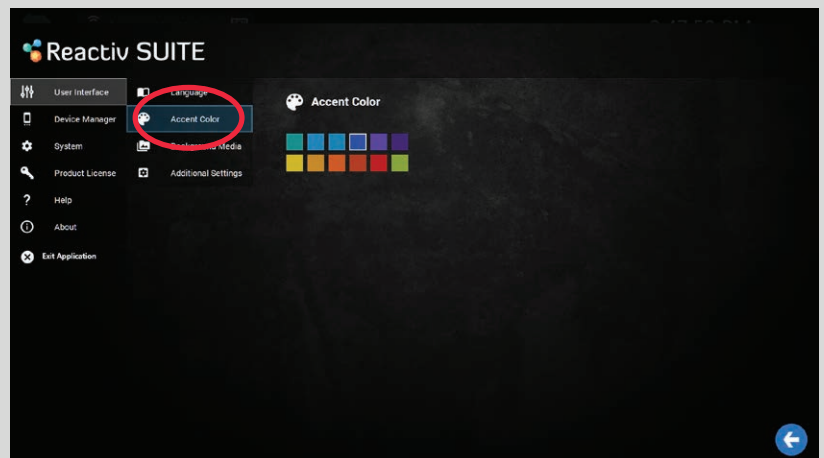 Reactiv SUITE
User Interface
Device Manager
System
Product License
?
Help
About
Exit Application
Language
Accent Color
Background Media
Additional Settings
Accent Color